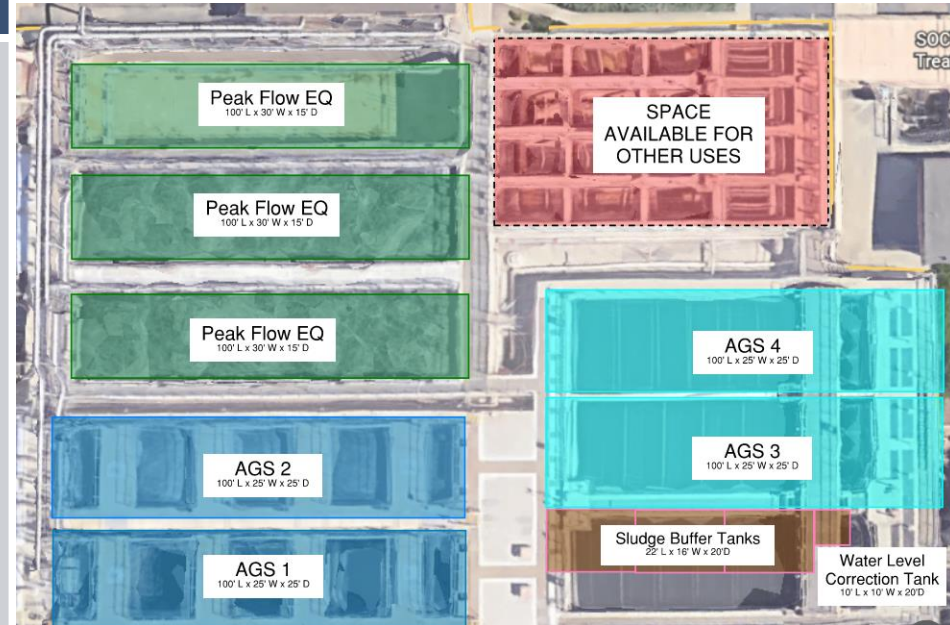 Peak Flow EQ
100' L x 30' W x 15' D
SPACE
AVAILABLE FOR
OTHER USES
Peak Flow EQ
100' L x 30' W x 15' D
Peak Flow EQ
100' L x 30' W x 15' D
AGS 4
100' L x 25' W x 25' D
AGS 3
100' L x 25' W x 25' D
AGS 2
100' L x 25' W x 25' D
Sludge Buffer Tanks
22' L x 16' W x 20'D
AGS 1
100' L x 25' W x 25' D
Water Level
Correction Tank
10' L x 10' W x 20'D
SOC
Trea